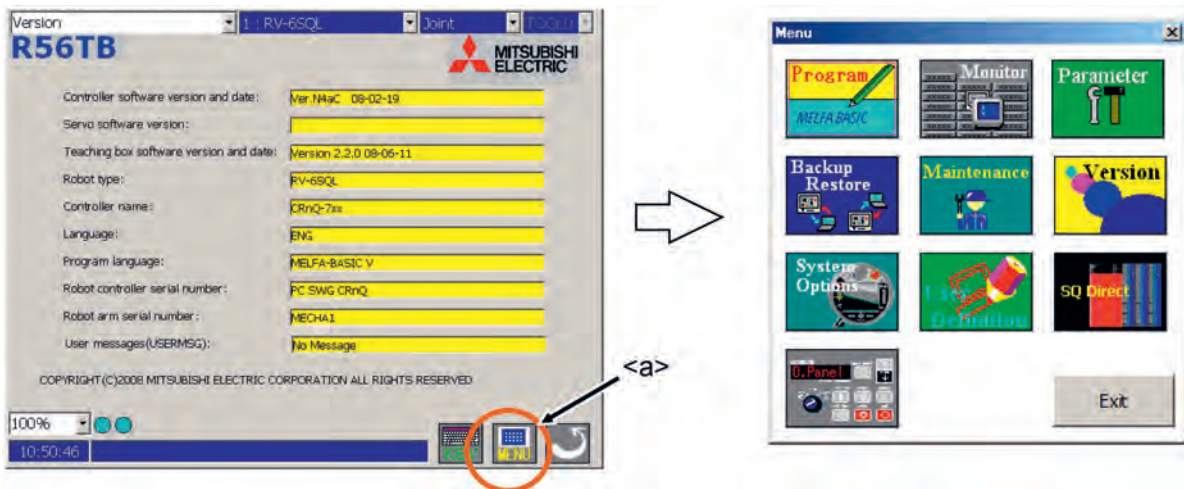 Version
1 : RV-6SQL
Joint
R56TB
MITSUBISHI
ELECTRIC
Controller software version and date:
Ver.N4aC 08-02-19
Servo software version:
Teaching box software version and date:
Version 2.2.0 08-06-11
Robot type:
RV-6SQL
Controller name:
CRnQ-7xx
Language:
ENG
Program language:
MELFA-BASIC V
Robot controller serial number:
PC SWG CRnQ
Robot arm serial number:
MECHA1
User messages(USERMSG):
No Message
COPYRIGHT(C)2008 MITSUBISHI ELECTRIC CORPORATION ALL RIGHTS RESERVED
100%
10:50:46
MENU
<a>
Menu
Program
MELFA BASIC
Monitor
Parameter
Backup
Restore
Maintenance
Version
System
Options
User
Definition
SQ Direct
O.Panel
Exit